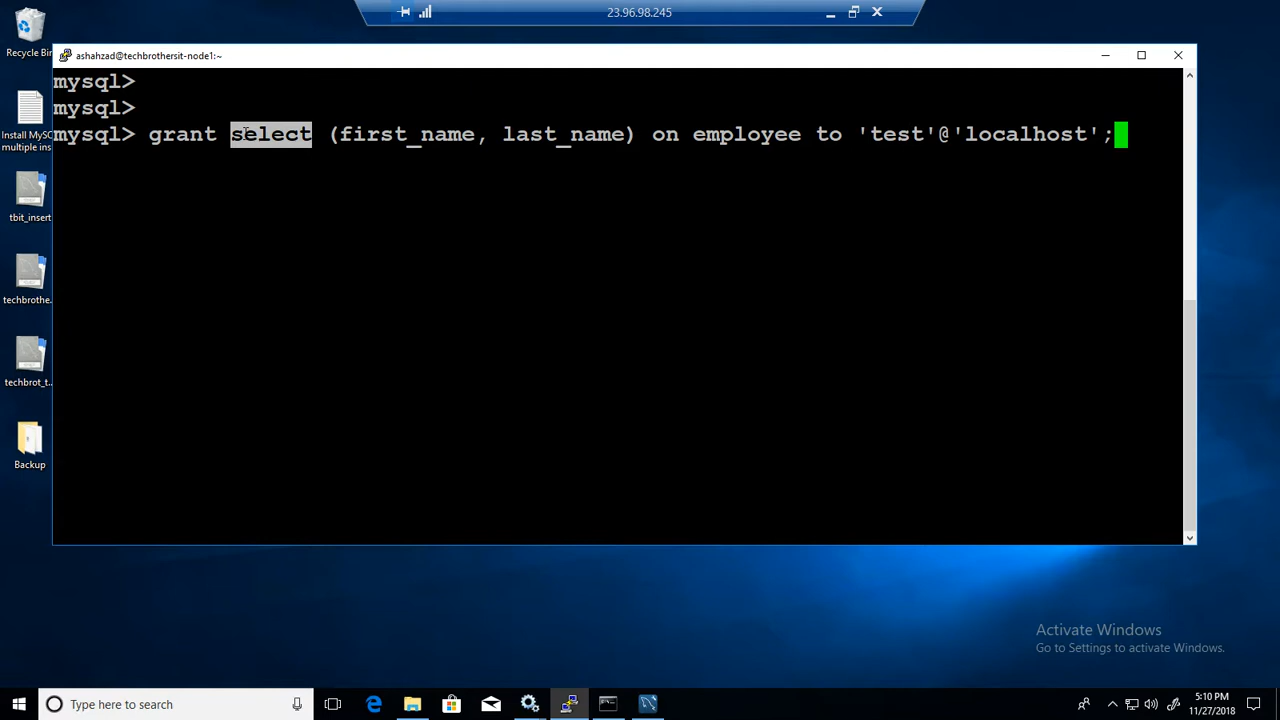 23.96.98.245
Recycle Bin
ashahzad@techbrothersit-node1:~
mysql>
mysql>
mysql> grant select (first_name, last_name) on employee to 'test'@'localhost';
Install MySQ
multiple ins
tbit_insert
techbrothe..
techbrot_t..
Backup
Activate Windows
Go to Settings to activate Windows.
Type here to search
5:10 PM
11/27/2018